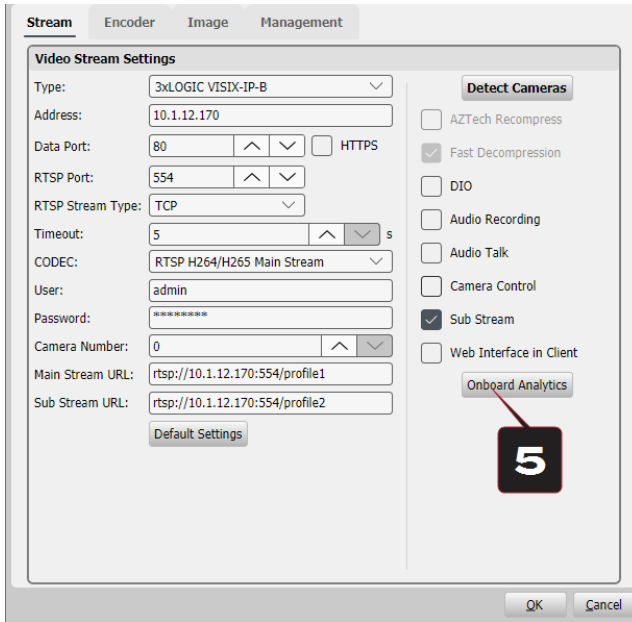 Stream Encoder Image Management
Video Stream Settings
Type: 3xLOGIC VISIX-IP-B
Address: 10.1.12.170
Data Port: 80 HTTPS
RTSP Port: 554
RTSP Stream Type: TCP
Timeout: 5 s
CODEC: RTSP H264/H265 Main Stream
User: admin
Password: ********
Camera Number: 0
Main Stream URL: rtsp://10.1.12.170:554/profile1
Sub Stream URL: rtsp://10.1.12.170:554/profile2
Default Settings
Detect Cameras
AZTech Recompress
Fast Decompression
DIO
Audio Recording
Audio Talk
Camera Control
Sub Stream
Web Interface in Client
Onboard Analytics
5
OK Cancel